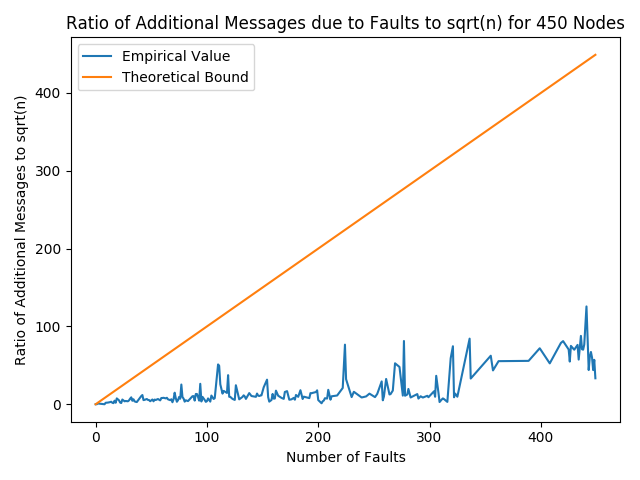 Ratio of Additional Messages due to Faults to sqrt(n) for 450 Nodes
Empirical Value
Theoretical Bound
Ratio of Additional Messages to sqrt(n)
400
300
200
100
0
0 100 200 300 400
Number of Faults